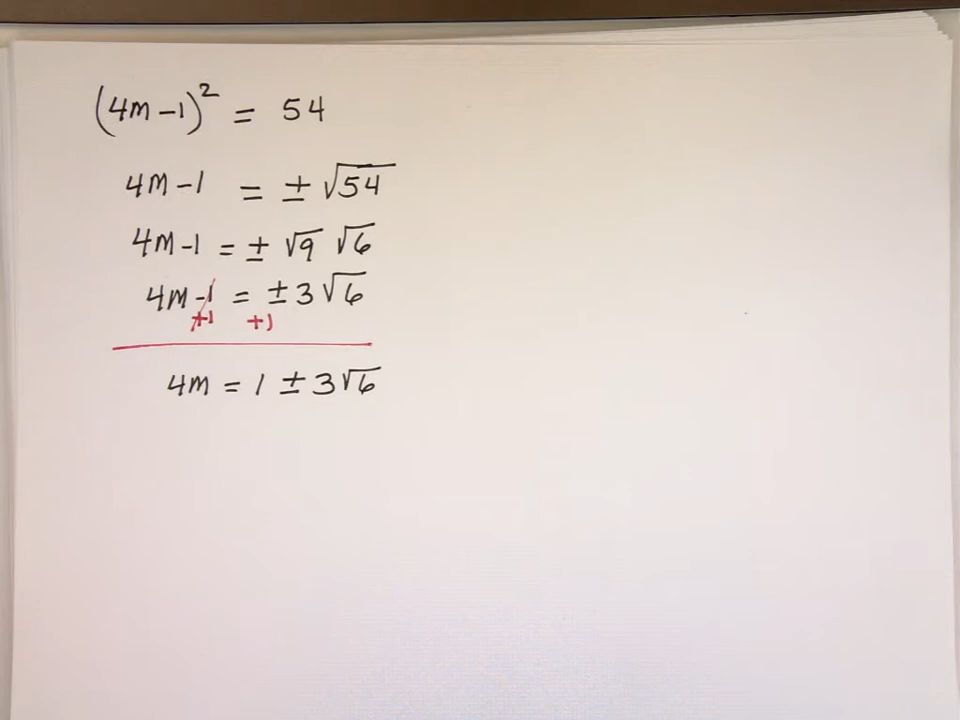 (4m-1)² = 54
4m-1 = ±√54
4m-1 = ±√9 √6
4m-1 = ±3√6
+1 +1
4m = 1 ± 3√6